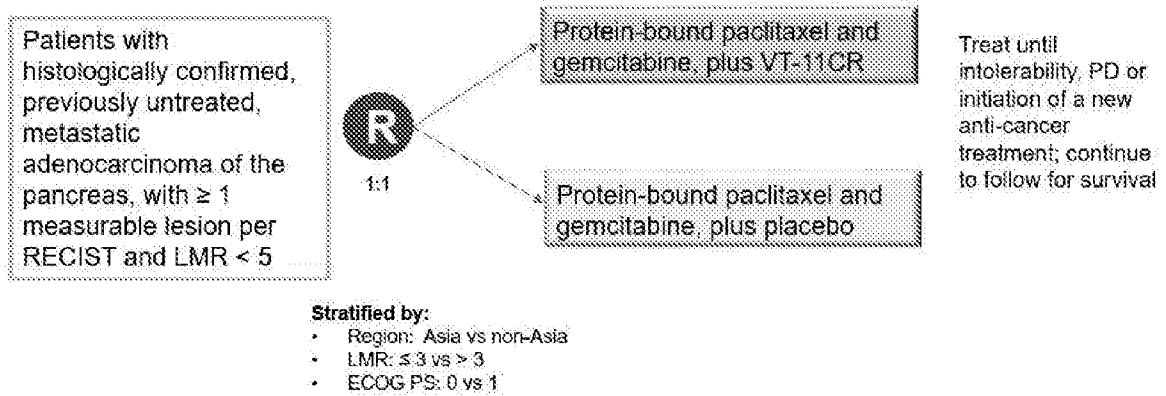 Patients with
histologically confirmed,
previously untreated,
metastatic
adenocarcinoma of the
pancreas, with ≥ 1
measurable lesion per
RECIST and LMR < 5
R
1:1
Protein-bound paclitaxel and
gemcitabine, plus VT-11CR
Protein-bound paclitaxel and
gemcitabine, plus placebo
Treat until
intolerability, PD or
initiation of a new
anti-cancer
treatment; continue
to follow for survival
Stratified by:
• Region: Asia vs non-Asia
• LMR: ≤ 3 vs > 3
• ECOG PS: 0 vs 1